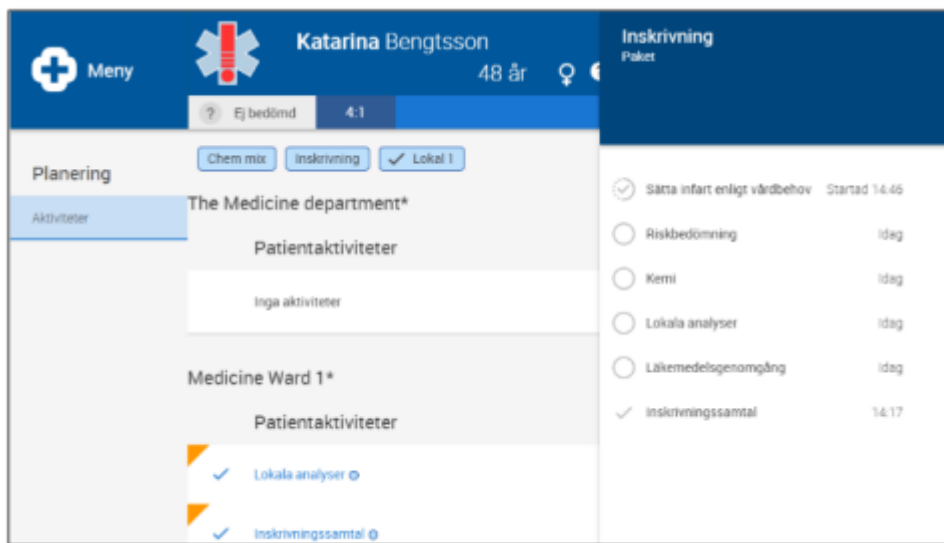 Meny
Katarina Bengtsson
48 år
? Ej bedömd
4:1
Planering
Aktiviteter
Chem mix
Inskrivning
Lokal 1
The Medicine department*
Patientaktiviteter
Inga aktiviteter
Medicine Ward 1*
Patientaktiviteter
Lokala analyser
Inskrivningssamtal
Inskrivning
Paket
Sätta infart enligt vårdbehov Startad 14:46
Riskbedömning Idag
Kemi Idag
Lokala analyser Idag
Läkemedelsgenomgång Idag
Inskrivningssamtal 14:17